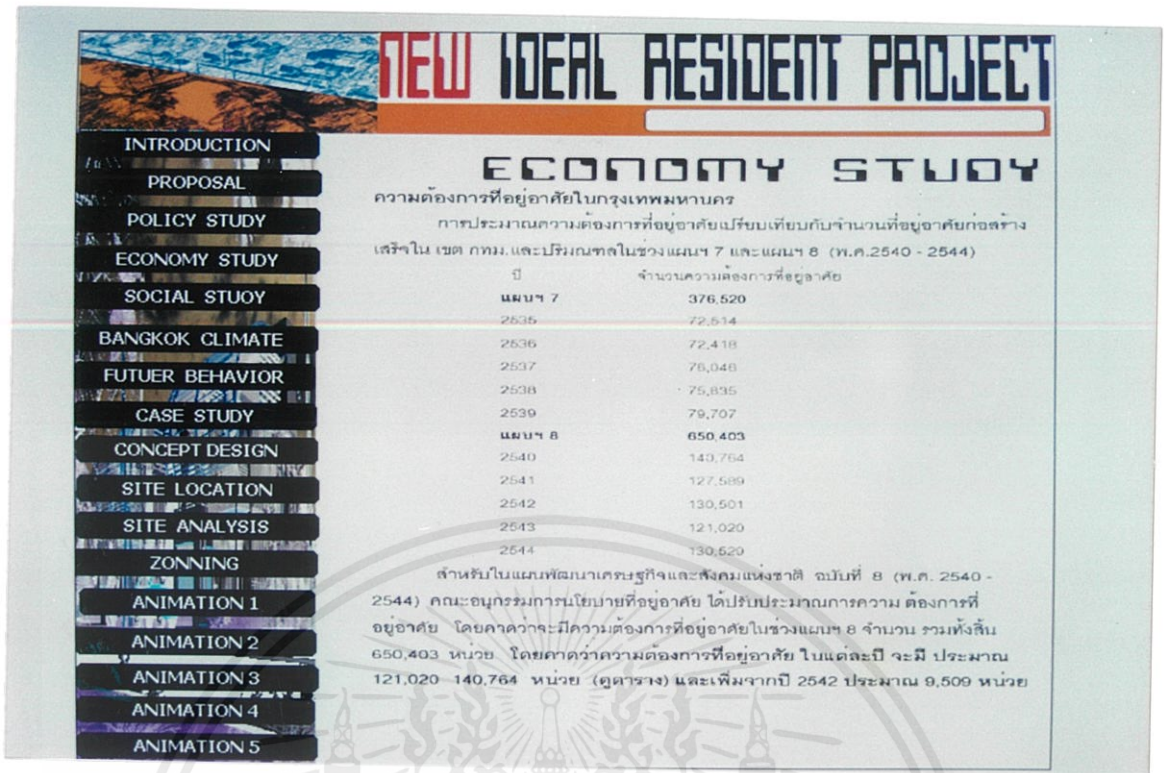 NEW IDEAL RESIDENT PROJECT
INTRODUCTION
PROPOSAL
POLICY STUDY
ECONOMY STUDY
SOCIAL STUOY
BANGKOK CLIMATE
FUTUER BEHAVIOR
CASE STUDY
CONCEPT DESIGN
SITE LOCATION
SITE ANALYSIS
ZONNING
ANIMATION 1
ANIMATION 2
ANIMATION 3
ANIMATION 4
ANIMATION 5
ECONOMY STUDY
ความต้องการที่อยู่อาศัยในกรุงเทพมหานคร
การประมาณความต้องการที่อยู่อาศัยเปรียบเทียบกับจำนวนที่อยู่อาศัยก่อสร้าง
เสร็จใน เขต กทม.และปริมณฑลในช่วงแผนฯ 7 และแผนฯ 8 (พ.ศ.2540 - 2544)
ปี จำนวนความต้องการที่อยู่อาศัย
แผนฯ 7 376,520
2535 72,514
2536 72,418
2537 76,046
2538 75,835
2539 79,707
แผนฯ 8 650,403
2540 140,764
2541 127,589
2542 130,501
2543 121,020
2544 130,529
สำหรับในแผนพัฒนาเศรษฐกิจและสังคมแห่งชาติ ฉบับที่ 8 (พ.ศ. 2540 -
2544) คณะอนุกรรมการนโยบายที่อยู่อาศัย ได้ปรับประมาณการความ ต้องการที่
อยู่อาศัย โดยคาดว่าจะมีความต้องการที่อยู่อาศัยในช่วงแผนฯ 8 จำนวน รวมทั้งสิ้น
650,403 หน่วย โดยคาดว่าความต้องการที่อยู่อาศัย ในแต่ละปี จะมี ประมาณ
121,020 140,764 หน่วย (ดูตาราง) และเพิ่มจากปี 2542 ประมาณ 9,509 หน่วย